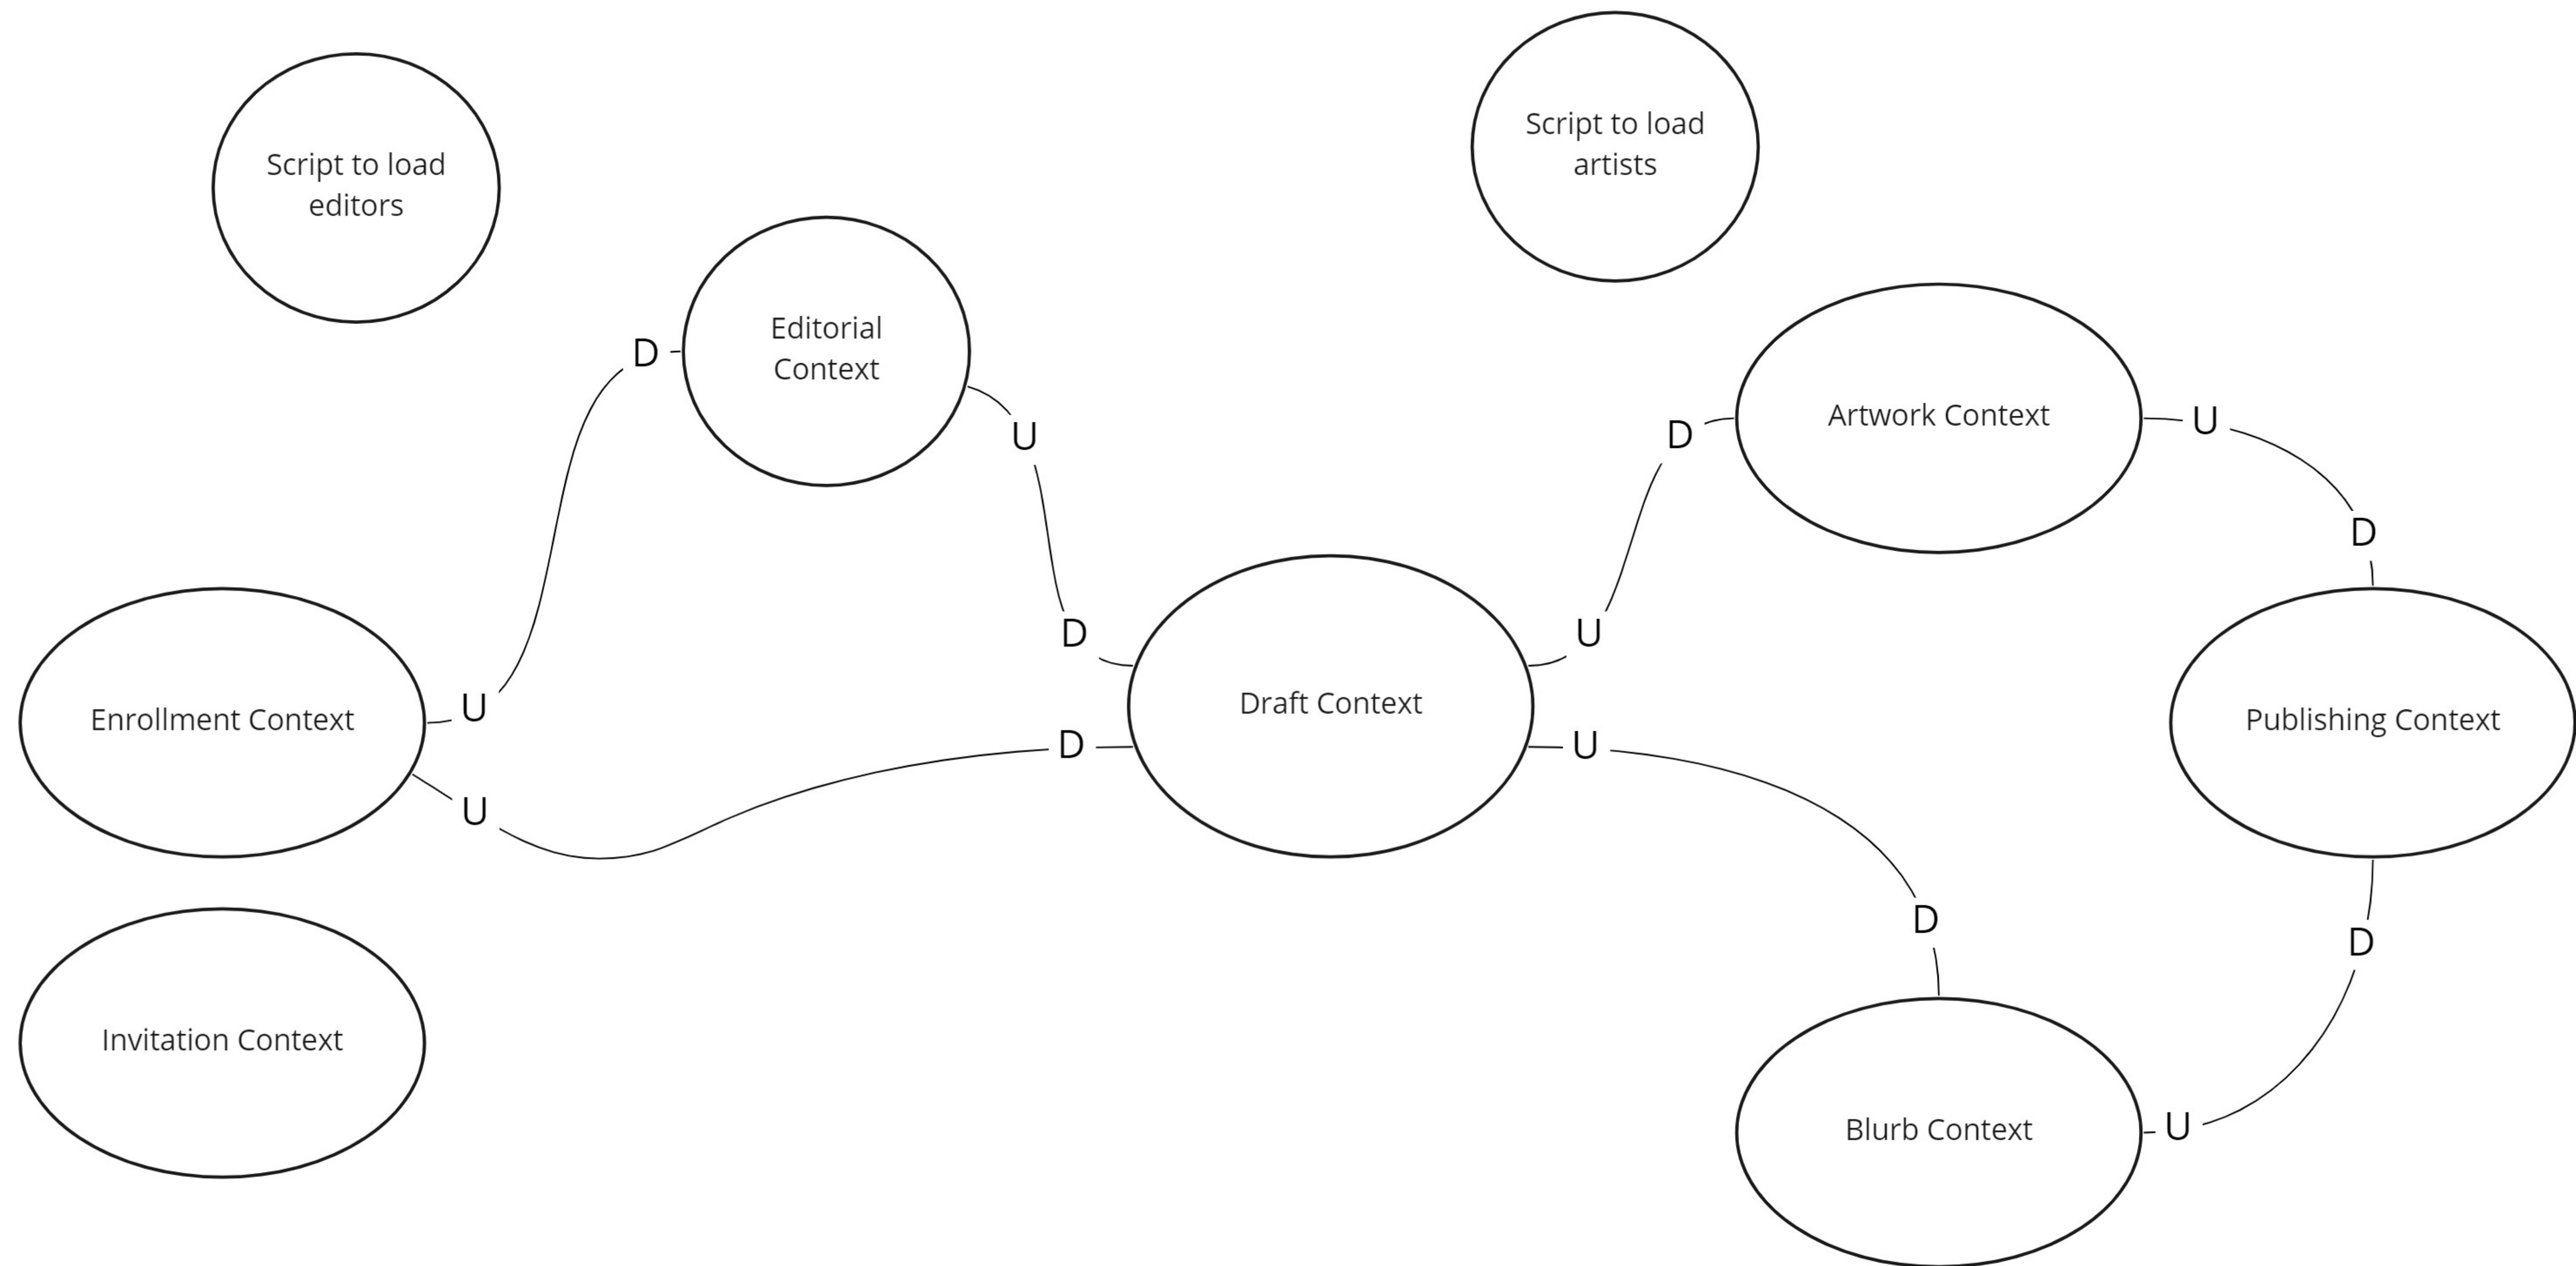 Script to load
artists
Script to load
editors
Editorial
Context
D
U
Artwork Context
D
U
D
D
U
Enrollment Context
U
Draft Context
Publishing Context
D
U
U
D
D
Invitation Context
Blurb Context
U